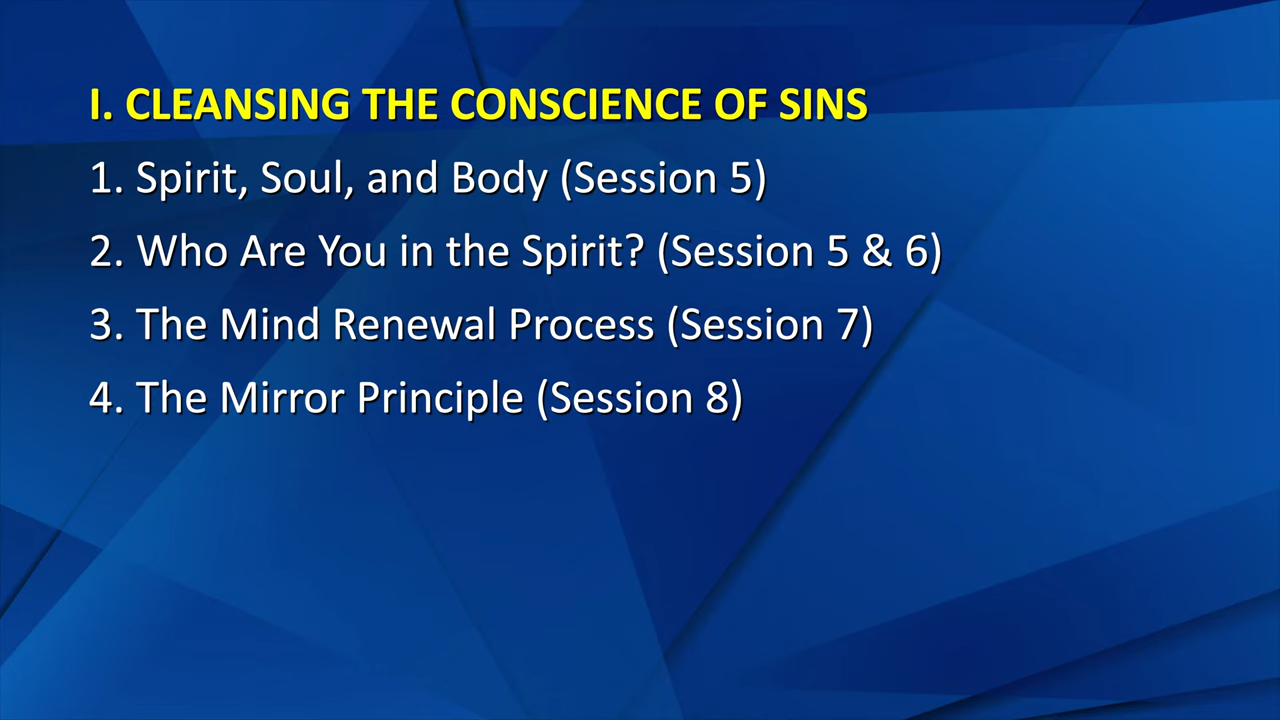 I. CLEANSING THE CONSCIENCE OF SINS
1. Spirit, Soul, and Body (Session 5)
2. Who Are You in the Spirit? (Session 5 & 6)
3. The Mind Renewal Process (Session 7)
4. The Mirror Principle (Session 8)